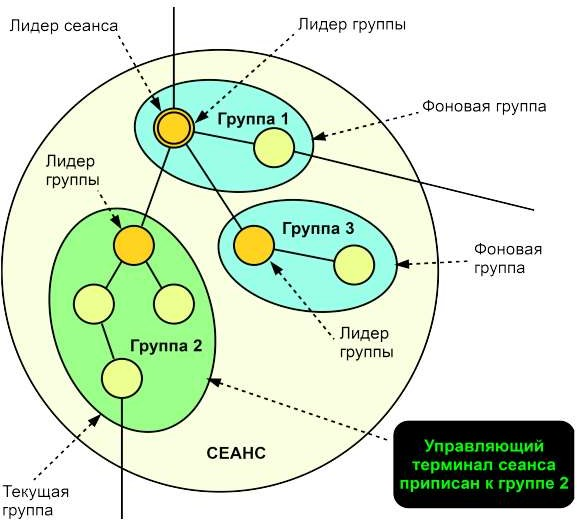 Лидер сеанса
Лидер группы
Группа 1
Фоновая группа
Лидер
группы
Группа 3
Фоновая
группа
Лидер
группы
Группа 2
СЕАНС
Управляющий
терминал сеанса
приписан к группе 2
Текущая
группа